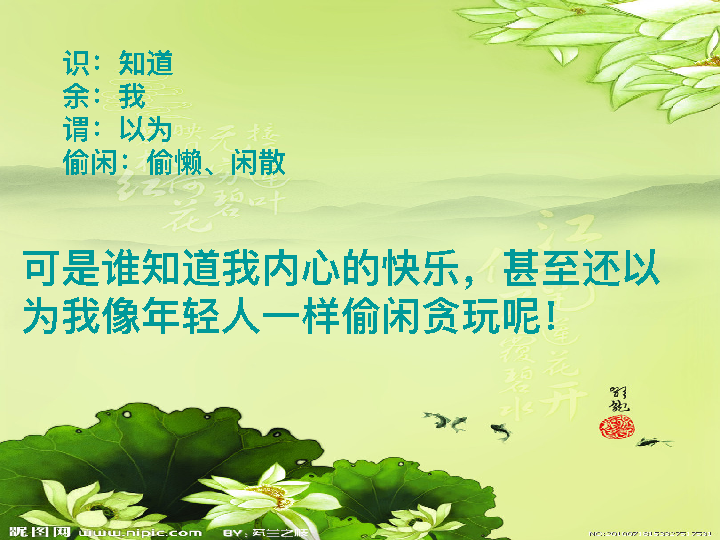 识：知道
余：我
谓：以为
偷闲：偷懒、闲散
可是谁知道我内心的快乐，甚至还以
为我像年轻人一样偷闲贪玩呢！
昵图网 www.nipic.com